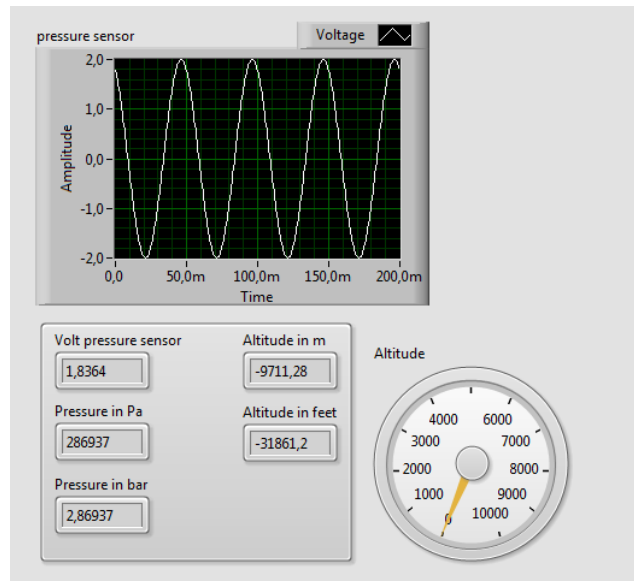 pressure sensor
Voltage
2,0
1,0
0,0
-1,0
-2,0
Amplitude
0,0 50,0m 100,0m 150,0m 200,0m
Time
Volt pressure sensor
1,8364
Pressure in Pa
286937
Pressure in bar
2,86937
Altitude in m
-9711,28
Altitude in feet
-31861,2
Altitude
4000 6000
3000 7000
2000 8000
1000 9000
0 10000